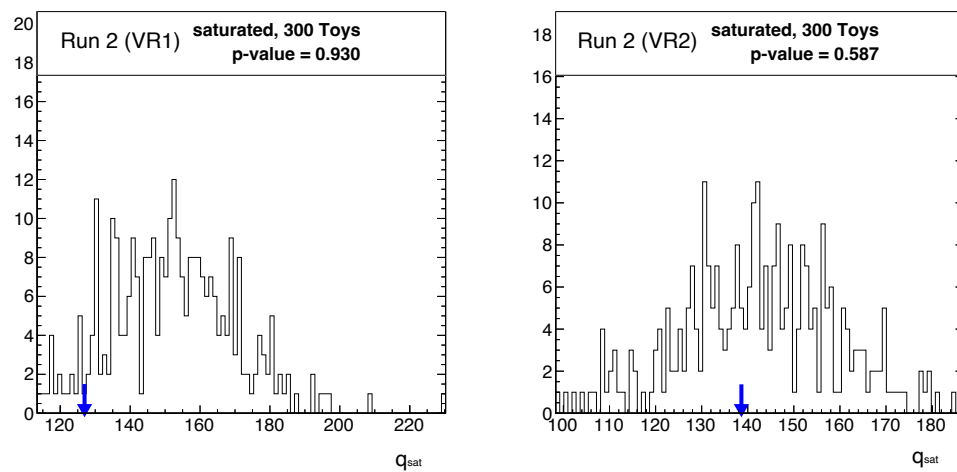 Run 2 (VR1)
saturated, 300 Toys
p-value = 0.930
20
18
16
14
12
10
8
6
4
2
0
120 140 160 180 200 220
qsat
Run 2 (VR2)
saturated, 300 Toys
p-value = 0.587
18
16
14
12
10
8
6
4
2
0
100 110 120 130 140 150 160 170 180
qsat